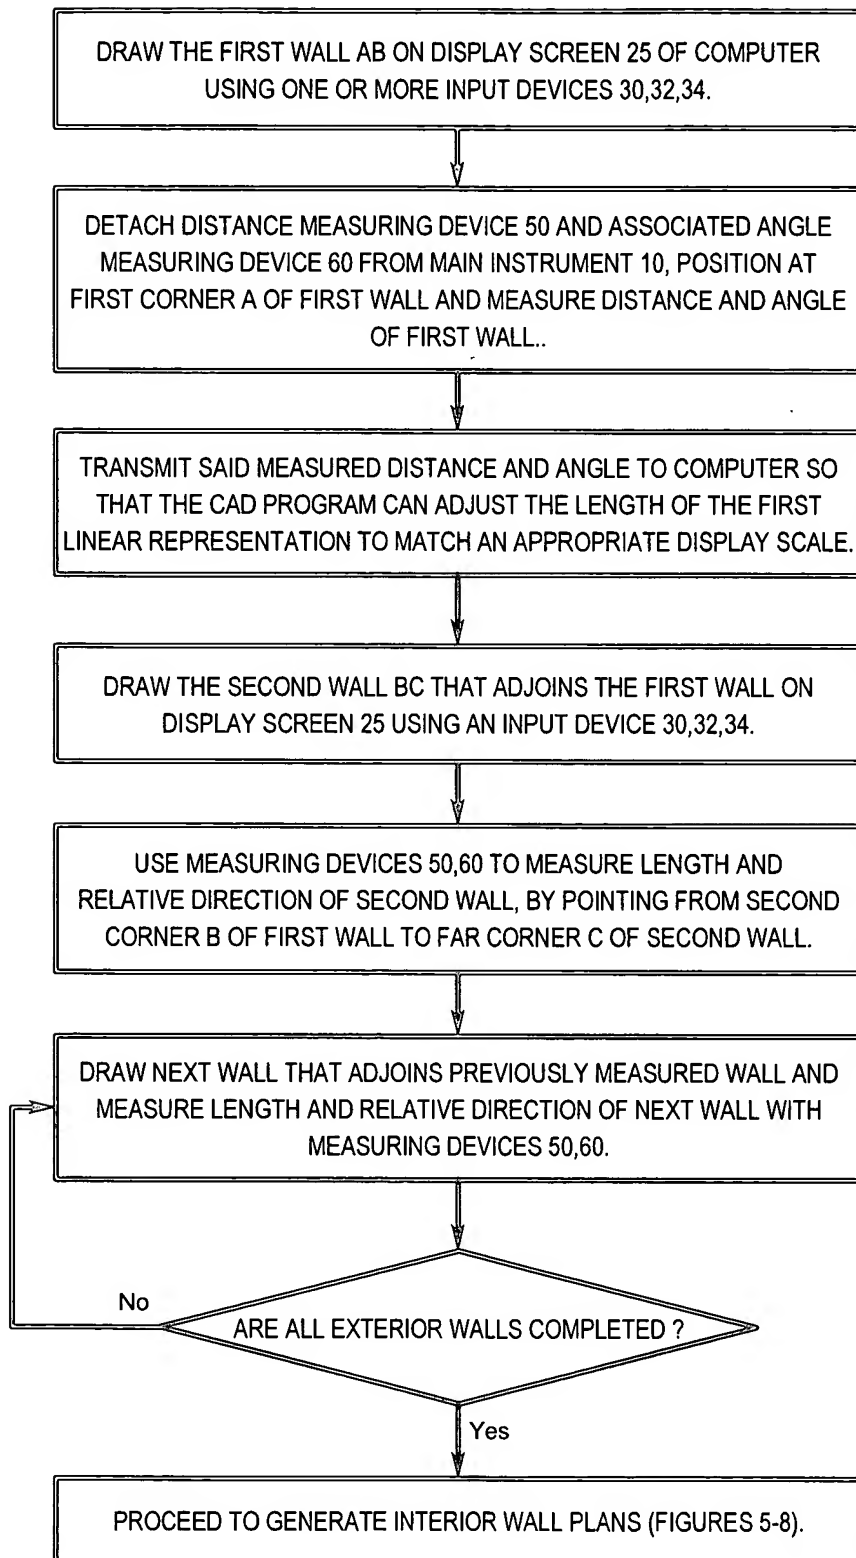 DRAW THE FIRST WALL AB ON DISPLAY SCREEN 25 OF COMPUTER
USING ONE OR MORE INPUT DEVICES 30,32,34.
DETACH DISTANCE MEASURING DEVICE 50 AND ASSOCIATED ANGLE
MEASURING DEVICE 60 FROM MAIN INSTRUMENT 10, POSITION AT
FIRST CORNER A OF FIRST WALL AND MEASURE DISTANCE AND ANGLE
OF FIRST WALL..
TRANSMIT SAID MEASURED DISTANCE AND ANGLE TO COMPUTER SO
THAT THE CAD PROGRAM CAN ADJUST THE LENGTH OF THE FIRST
LINEAR REPRESENTATION TO MATCH AN APPROPRIATE DISPLAY SCALE.
DRAW THE SECOND WALL BC THAT ADJOINS THE FIRST WALL ON
DISPLAY SCREEN 25 USING AN INPUT DEVICE 30,32,34.
USE MEASURING DEVICES 50,60 TO MEASURE LENGTH AND
RELATIVE DIRECTION OF SECOND WALL, BY POINTING FROM SECOND
CORNER B OF FIRST WALL TO FAR CORNER C OF SECOND WALL.
DRAW NEXT WALL THAT ADJOINS PREVIOUSLY MEASURED WALL AND
MEASURE LENGTH AND RELATIVE DIRECTION OF NEXT WALL WITH
MEASURING DEVICES 50,60.
No
ARE ALL EXTERIOR WALLS COMPLETED ?
Yes
PROCEED TO GENERATE INTERIOR WALL PLANS (FIGURES 5-8).